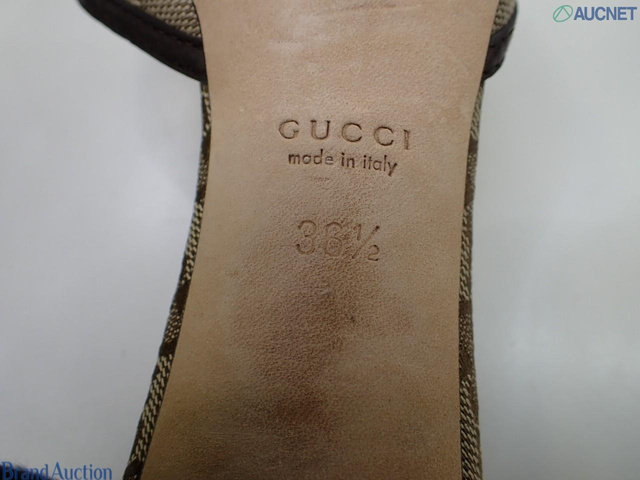 AUCNET
GUCCI
made in italy
36½
Brand Auction